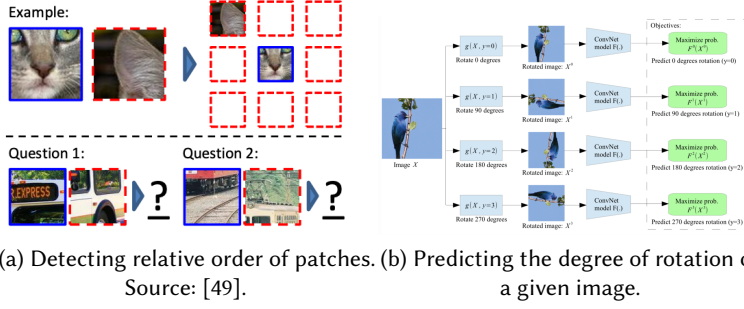 Example:
Question 1:
Question 2:
R.EXPRESS
?
?
Image X
g(X, y=0)
Rotate 0 degrees
Rotated image: X⁰
ConvNet
model F(.)
Objectives:
Maximize prob.
F⁰(X⁰)
Predict 0 degrees rotation (y=0)
g(X, y=1)
Rotate 90 degrees
Rotated image: X¹
ConvNet
model F(.)
Maximize prob.
F¹(X¹)
Predict 90 degrees rotation (y=1)
g(X, y=2)
Rotate 180 degrees
Rotated image: X²
ConvNet
model F(.)
Maximize prob.
F²(X²)
Predict 180 degrees rotation (y=2)
g(X, y=3)
Rotate 270 degrees
Rotated image: X³
ConvNet
model F(.)
Maximize prob.
F³(X³)
Predict 270 degrees rotation (y=3)
(a) Detecting relative order of patches.
Source: [49].
(b) Predicting the degree of rotation o
a given image.